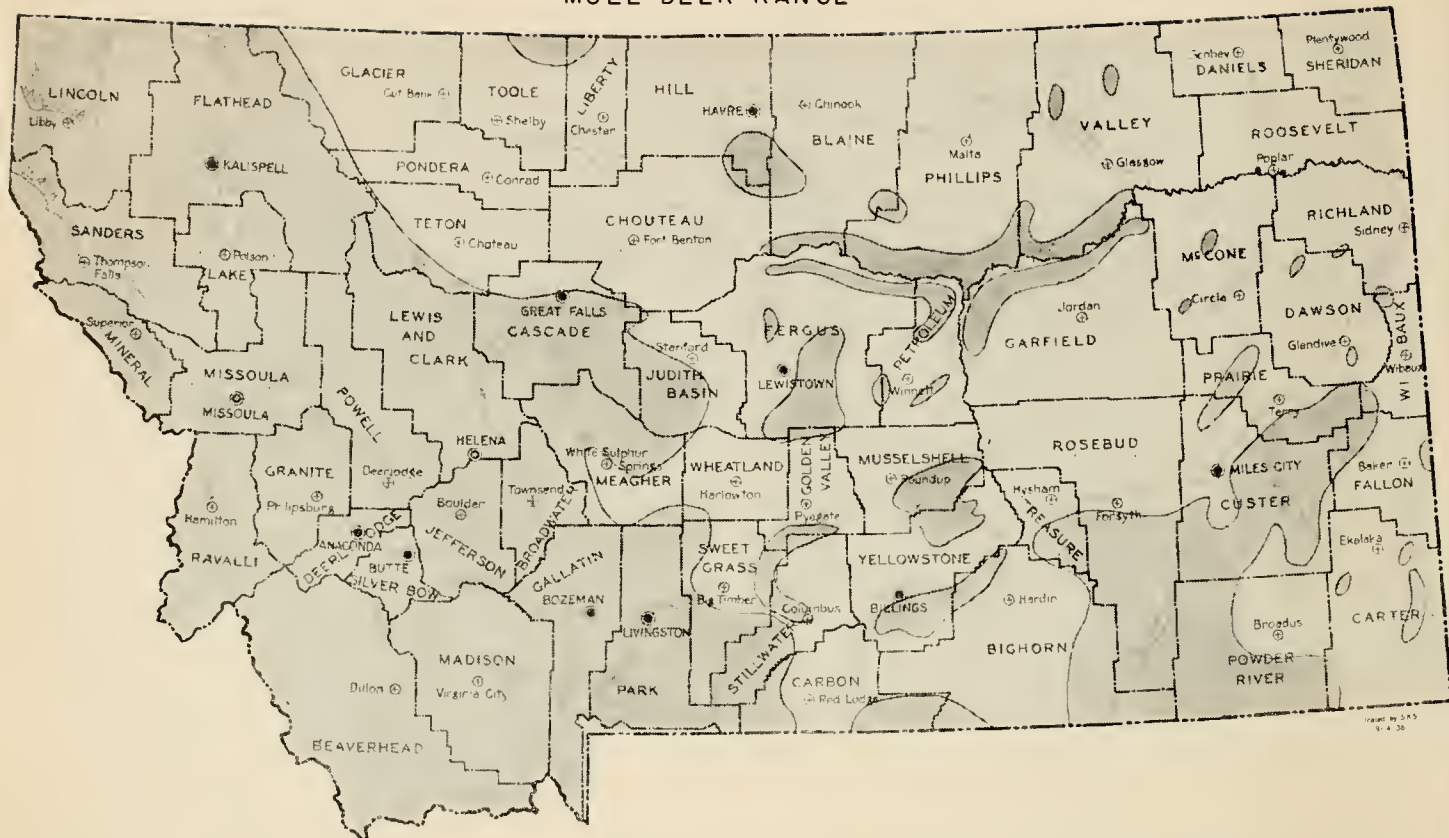 MULE DEER RANGE
LINCOLN
Libby
FLATHEAD
KALISPELL
GLACIER
Cut Bank
TOOLE
Shelby
LIBERTY
Chester
HILL
HAVRE
Chinook
BLAINE
Malta
PHILLIPS
VALLEY
Glasgow
DANIELS
Plentywood
SHERIDAN
ROOSEVELT
Poplar
PONDERA
Conrad
TETON
Choteau
CHOUTEAU
Fort Benton
SANDERS
Thompson
Falls
Polson
LAKE
RICHLAND
Sidney
McCONE
Circle
DAWSON
Glendive
WIBAUX
Wibaux
Superior
MINERAL
MISSOULA
MISSOULA
LEWIS
AND
CLARK
GREAT FALLS
CASCADE
Stanford
JUDITH
BASIN
FERGUS
LEWISTOWN
PETROLEUM
Winnett
Jordan
GARFIELD
PRAIRIE
Terry
POWELL
HELENA
GRANITE
Philipsburg
Deerlodge
Boulder
Townsend
BROADWATER
White Sulphur
Springs
MEAGHER
WHEATLAND
Harlowton
GOLDEN
VALLEY
Ryegate
MUSSELSHELL
Roundup
ROSEBUD
Hysham
TREASURE
Forsyth
MILES CITY
CUSTER
Baker
FALLON
Hamilton
RAVALLI
ANACONDA
DEERLODGE
BUTTE
SILVER BOW
JEFFERSON
GALLATIN
BOZEMAN
LIVINGSTON
PARK
SWEET
GRASS
Big Timber
STILLWATER
Columbus
YELLOWSTONE
BILLINGS
Hardin
BIGHORN
Ekalaka
CARTER
Broadus
POWDER
RIVER
MADISON
Virginia City
Dillon
BEAVERHEAD
CARBON
Red Lodge
Traced by SKS